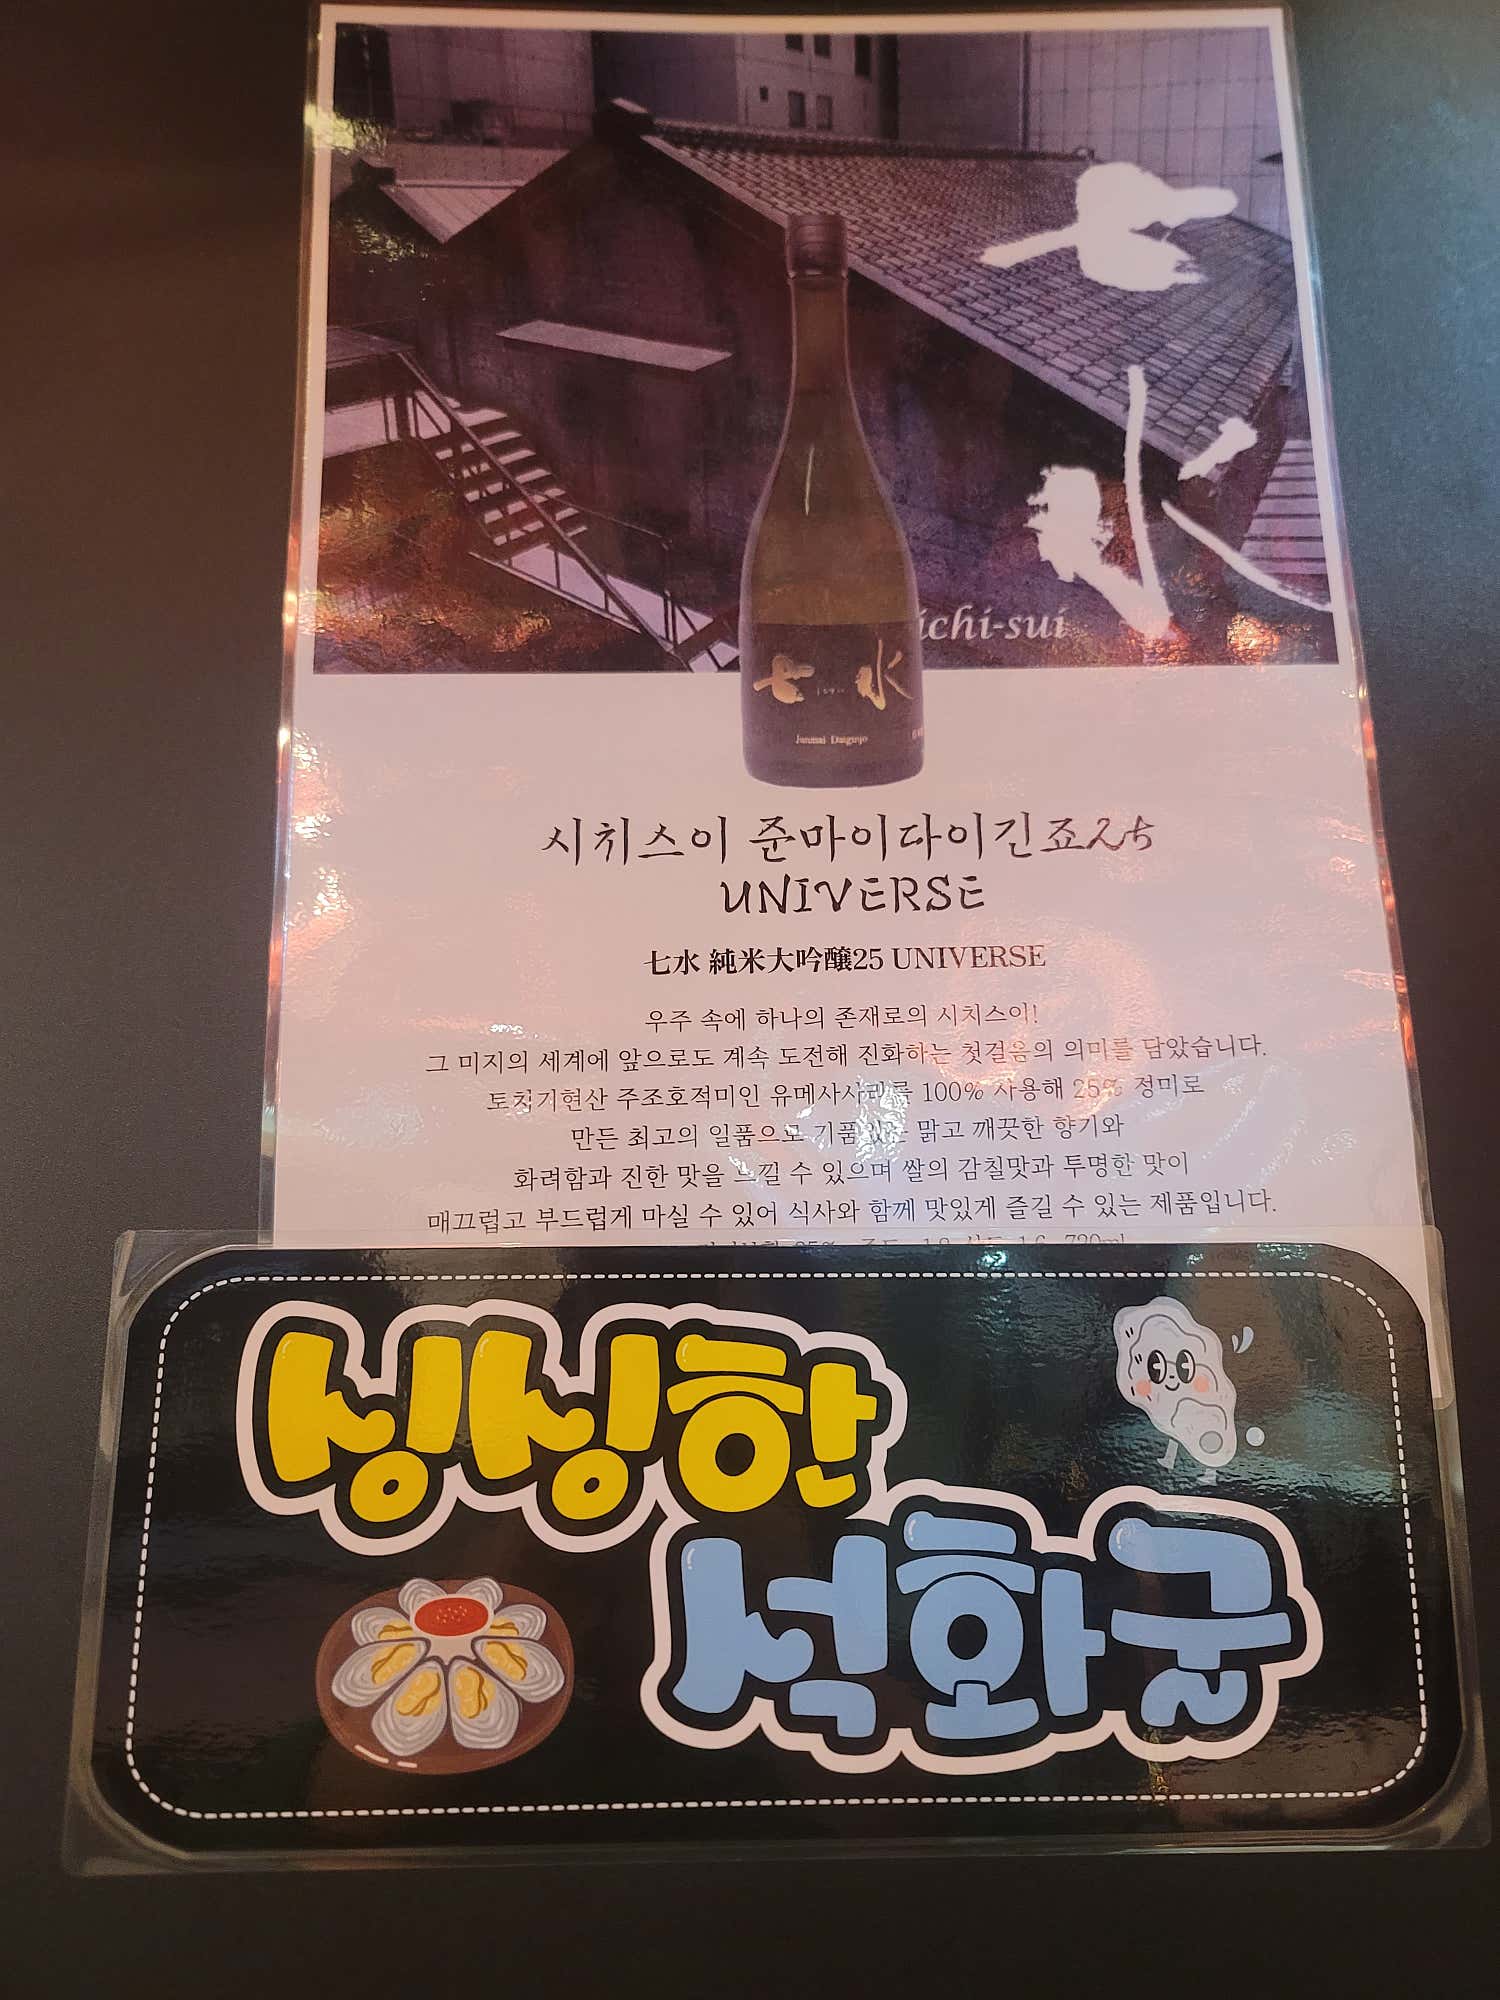 七
水
ichi-sui
七水
Junmai Daiginjo
시치스이 준마이다이긴죠25
UNIVERSE
七水 純米大吟醸25 UNIVERSE
우주 속에 하나의 존재로의 시치스이!
그 미지의 세계에 앞으로도 계속 도전해 진화하는 첫걸음의 의미를 담았습니다.
토치기현산 주조호적미인 유메사사라를 100% 사용해 25% 정미로
만든 최고의 일품으로 기품있는 맑고 깨끗한 향기와
화려함과 진한 맛을 느낄 수 있으며 쌀의 감칠맛과 투명한 맛이
매끄럽고 부드럽게 마실 수 있어 식사와 함께 맛있게 즐길 수 있는 제품입니다.
720ml
싱싱한
석화굴